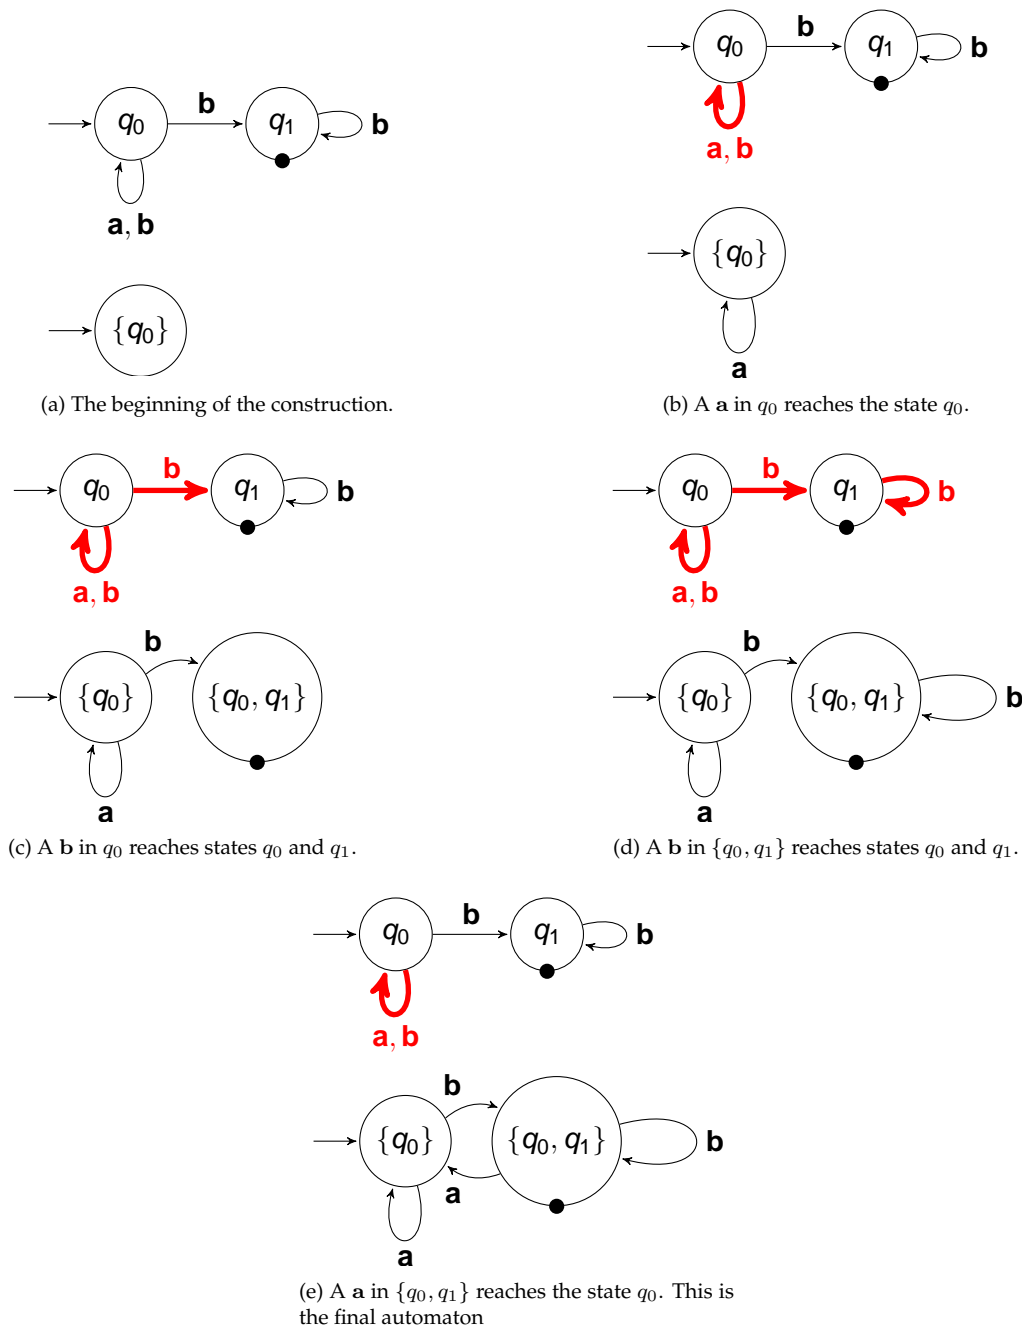 b
q₀ q₁ b
a, b
{q₀}
(a) The beginning of the construction.
b
q₀ q₁ b
a, b
{q₀}
a
(b) A a in q₀ reaches the state q₀.
b
q₀ q₁ b
a, b
b
{q₀} {q₀, q₁}
a
(c) A b in q₀ reaches states q₀ and q₁.
b
q₀ q₁ b
a, b
b
{q₀} {q₀, q₁} b
a
(d) A b in {q₀, q₁} reaches states q₀ and q₁.
b
q₀ q₁ b
a, b
b
{q₀} {q₀, q₁} b
a
a
(e) A a in {q₀, q₁} reaches the state q₀. This is
the final automaton